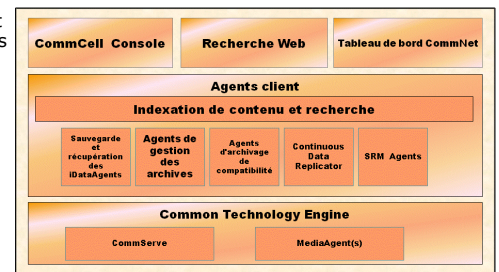 t
s
CommCell Console
Recherche Web
Tableau de bord CommNet
Agents client
Indexation de contenu et recherche
Sauvegarde
et
récupération
des
iDataAgents
Agents de
gestion
des
archives
Agents
d'archivage
de
compatibilité
Continuous
Data
Replicator
SRM Agents
Common Technology Engine
CommServe
MediaAgent(s)